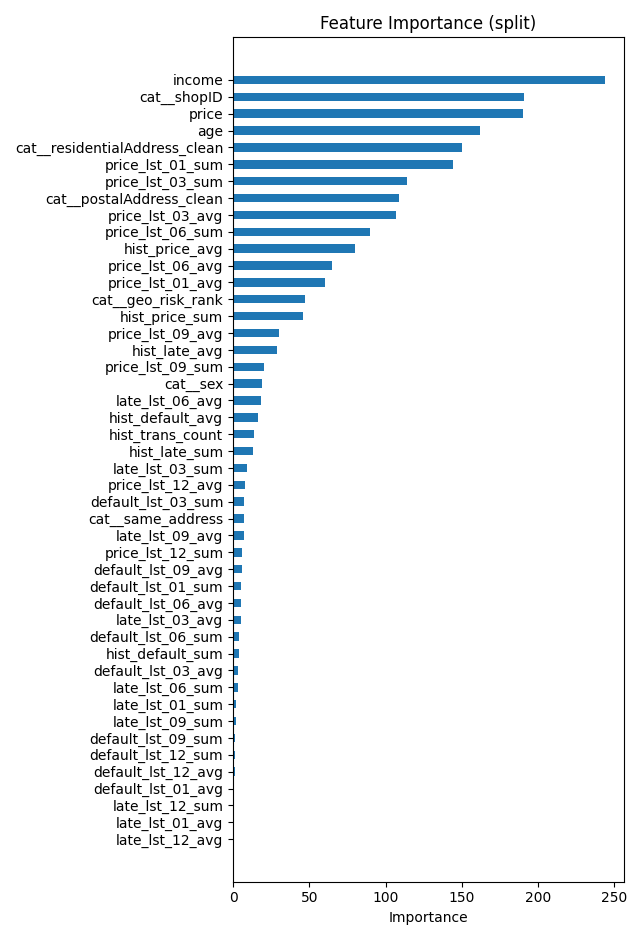 Feature Importance (split)
income
cat__shopID
price
age
cat__residentialAddress_clean
price_lst_01_sum
price_lst_03_sum
cat__postalAddress_clean
price_lst_03_avg
price_lst_06_sum
hist_price_avg
price_lst_06_avg
price_lst_01_avg
cat__geo_risk_rank
hist_price_sum
price_lst_09_avg
hist_late_avg
price_lst_09_sum
cat__sex
late_lst_06_avg
hist_default_avg
hist_trans_count
hist_late_sum
late_lst_03_sum
price_lst_12_avg
default_lst_03_sum
cat__same_address
late_lst_09_avg
price_lst_12_sum
default_lst_09_avg
default_lst_01_sum
default_lst_06_avg
late_lst_03_avg
default_lst_06_sum
hist_default_sum
default_lst_03_avg
late_lst_06_sum
late_lst_01_sum
late_lst_09_sum
default_lst_09_sum
default_lst_12_sum
default_lst_12_avg
default_lst_01_avg
late_lst_12_sum
late_lst_01_avg
late_lst_12_avg
0 50 100 150 200 250
Importance